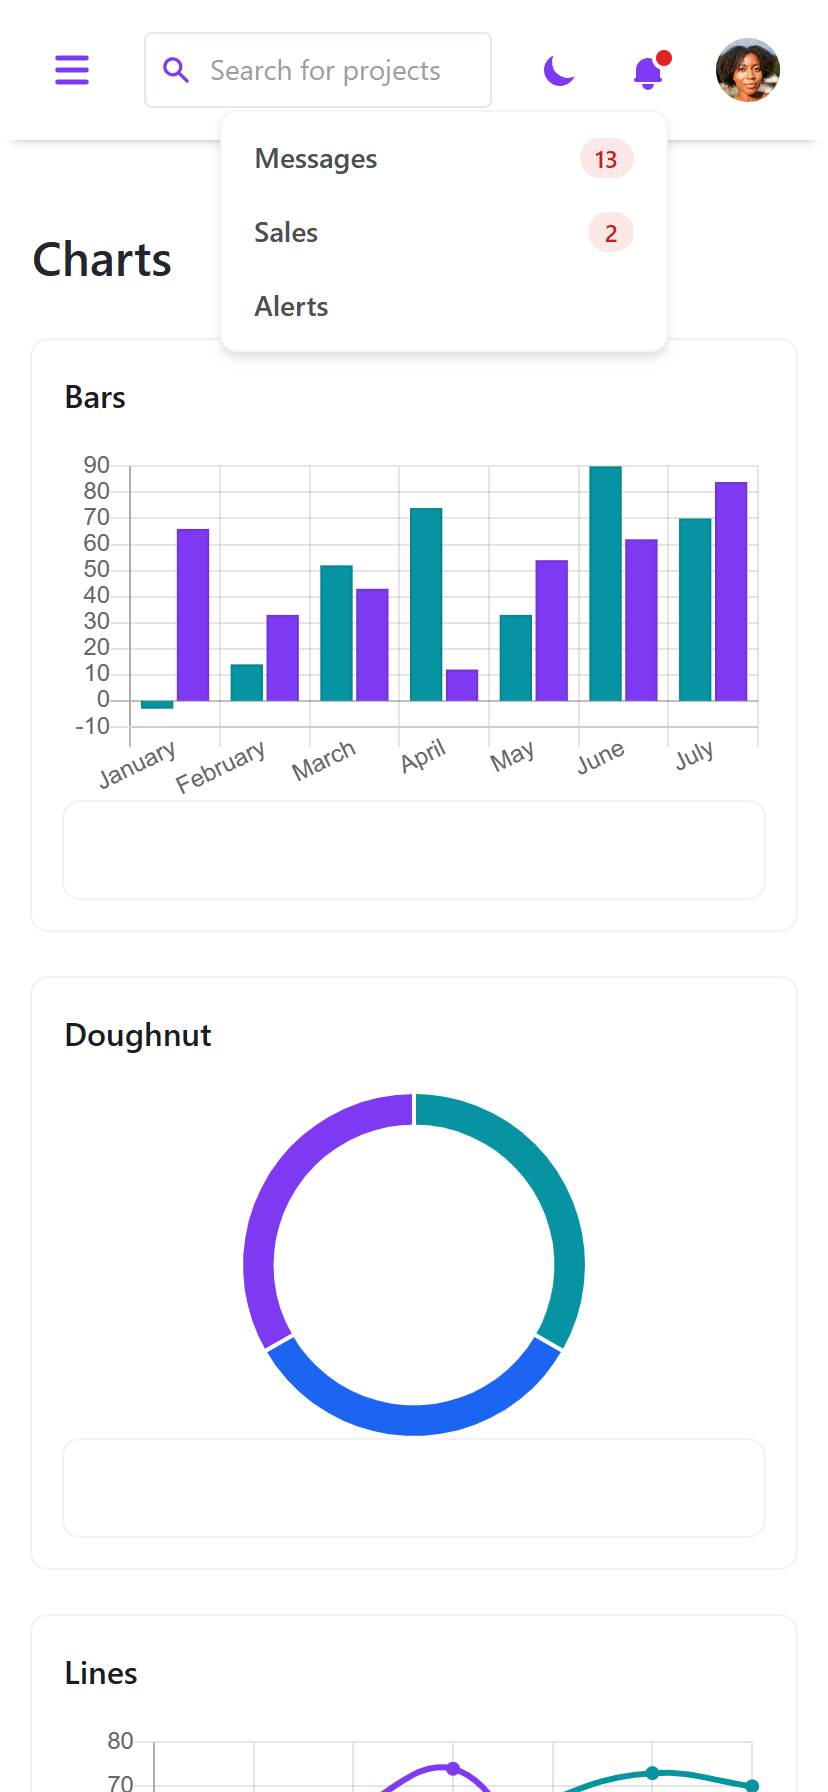 Search for projects
Messages 13
Sales 2
Alerts
Charts
Bars
90
80
70
60
50
40
30
20
10
0
-10
January February March April May June July
Doughnut
Lines
80
70